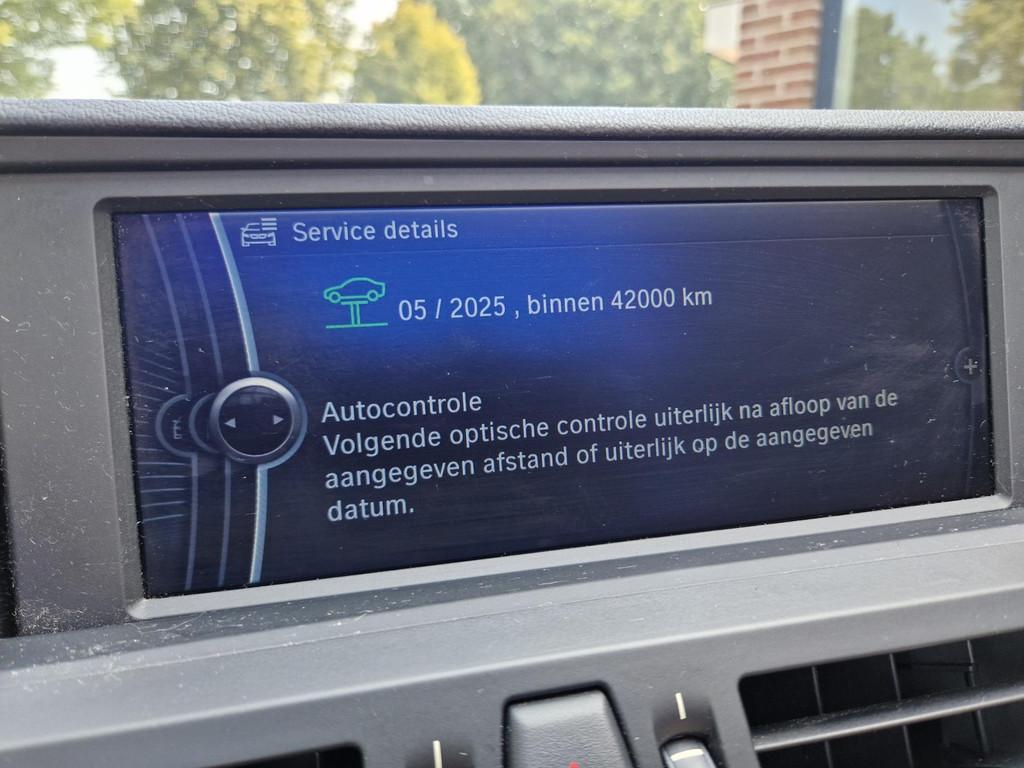 Service details
05 / 2025 , binnen 42000 km
Autocontrole
Volgende optische controle uiterlijk na afloop van de
aangegeven afstand of uiterlijk op de aangegeven
datum.